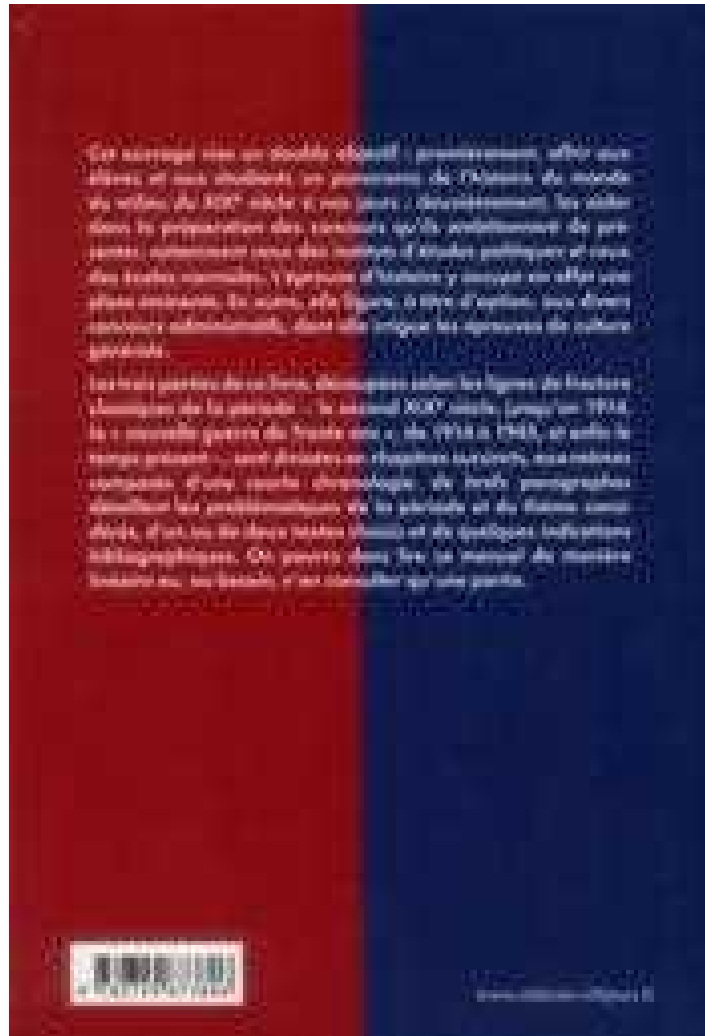 Cet ouvrage vise un double objectif : premièrement, offrir aux
élèves et aux étudiants un panorama de l'histoire du monde
du milieu du XIXe siècle à nos jours ; deuxièmement, les aider
dans la préparation des concours qu'ils ambitionnent de pré-
senter, notamment ceux des instituts d'études politiques et ceux
des écoles normales. L'épreuve d'histoire y occupe en effet une
place éminente. En outre, elle figure, à titre d'option, aux divers
concours administratifs, dont elle irrigue les épreuves de culture
générale.
Les trois parties de ce livre, découpées selon les lignes de fracture
classiques de la période – le second XIXe siècle, jusqu'en 1914,
la « nouvelle guerre de Trente ans », de 1914 à 1945, et enfin le
temps présent – sont divisées en chapitres succincts, eux-mêmes
composés d'une courte chronologie, de brefs paragraphes
détaillant les problématiques de la période et du thème consi-
dérés, d'un ou de deux textes choisis et de quelques indications
bibliographiques. On pourra donc lire ce manuel de manière
linéaire ou, au besoin, n'en consulter qu'une partie.
www.editions-ellipses.fr